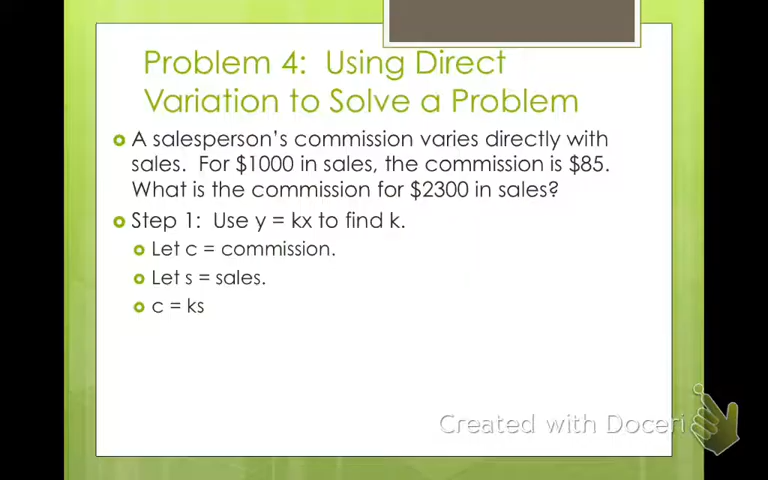 Problem 4:  Using Direct
Variation to Solve a Problem
A salesperson's commission varies directly with
sales.  For $1000 in sales, the commission is $85.
What is the commission for $2300 in sales?
Step 1:  Use y = kx to find k.
Let c = commission.
Let s = sales.
c = ks
Created with Doceri